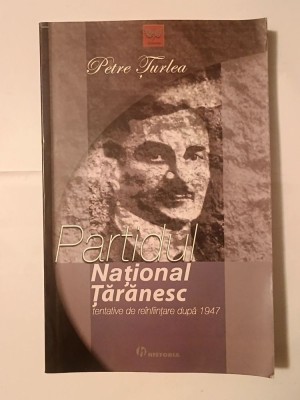 Petre Țurlea
Partidul
Național
Țărănesc
tentative de reînființare după 1947